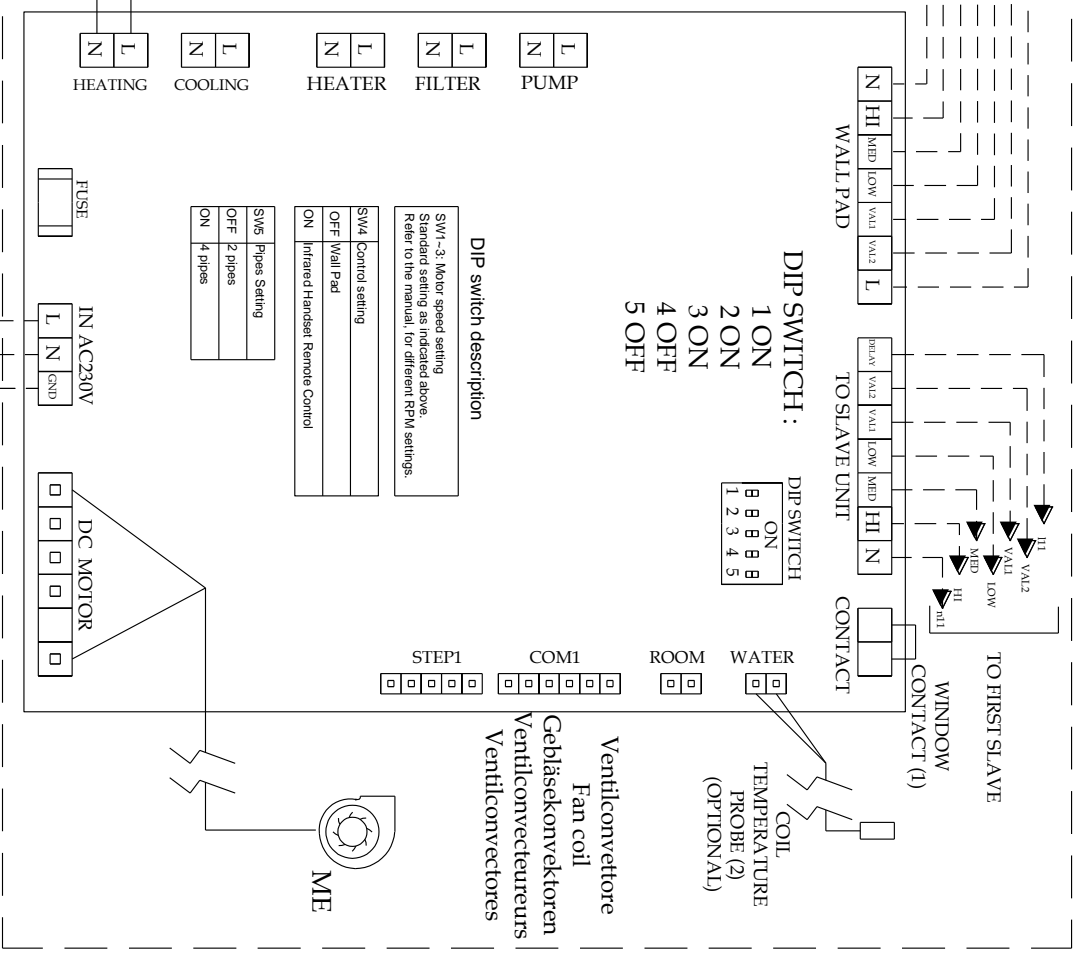 N L
HEATING
N L
COOLING
N L
HEATER
N L
FILTER
N L
PUMP
N
HI
MED
LOW
VAL1
VAL2
L
WALL PAD
DELAY
VAL2
VAL1
LOW
MED
HI
N
TO SLAVE UNIT
l11
VAL2
VAL1
LOW
MED
HI
n11
TO FIRST SLAVE
CONTACT
WINDOW
CONTACT (1)
DIP SWITCH :
1 ON
2 ON
3 ON
4 OFF
5 OFF
DIP SWITCH
ON
1 2 3 4 5
DIP switch description
SW1~3: Motor speed setting
Standard setting as indicated above.
Refer to the manual, for different RPM settings.
SW4 Control setting
OFF Wall Pad
ON Infrared Handset Remote Control
SW5 Pipes Setting
OFF 2 pipes
ON 4 pipes
FUSE
IN AC230V
L N GND
DC MOTOR
STEP1
COM1
ROOM
WATER
COIL
TEMPERATURE
PROBE (2)
(OPTIONAL)
Ventilconvettore
Fan coil
Gebläsekonvektoren
Ventilconvecteureurs
Ventilconvectores
ME